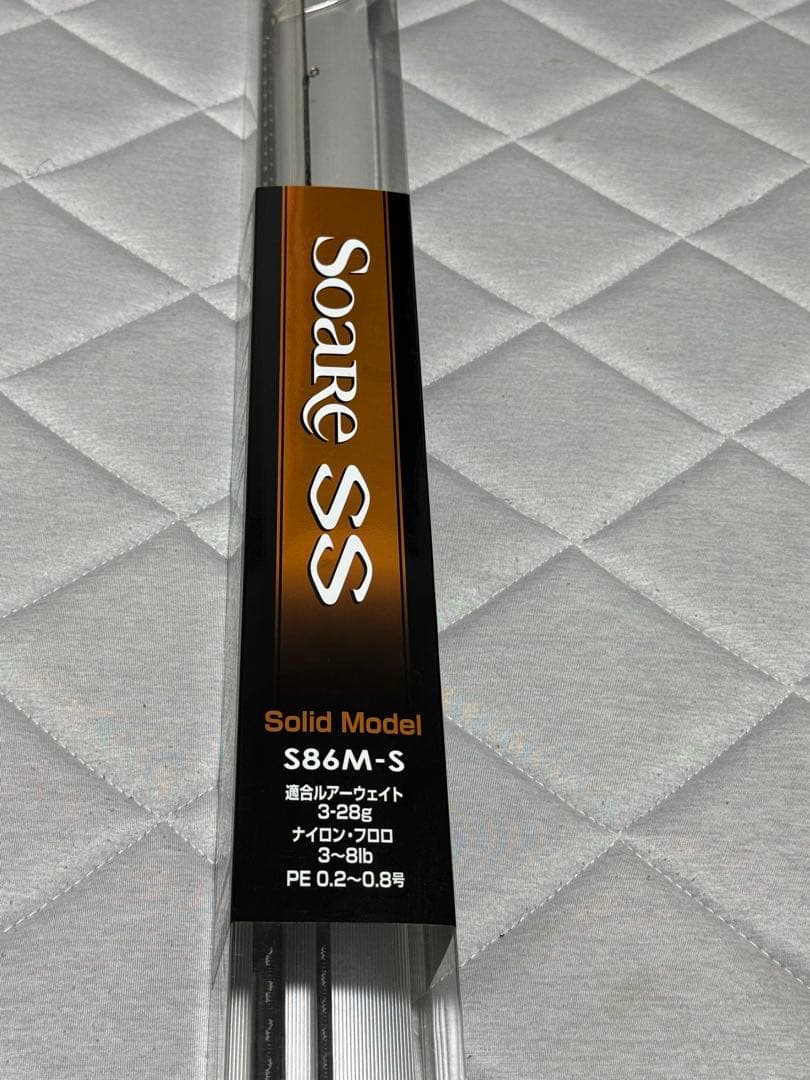 Soare SS
Solid Model
S86M-S
適合ルアーウェイト
3-28g
ナイロン・フロロ
3〜8lb
PE 0.2〜0.8号